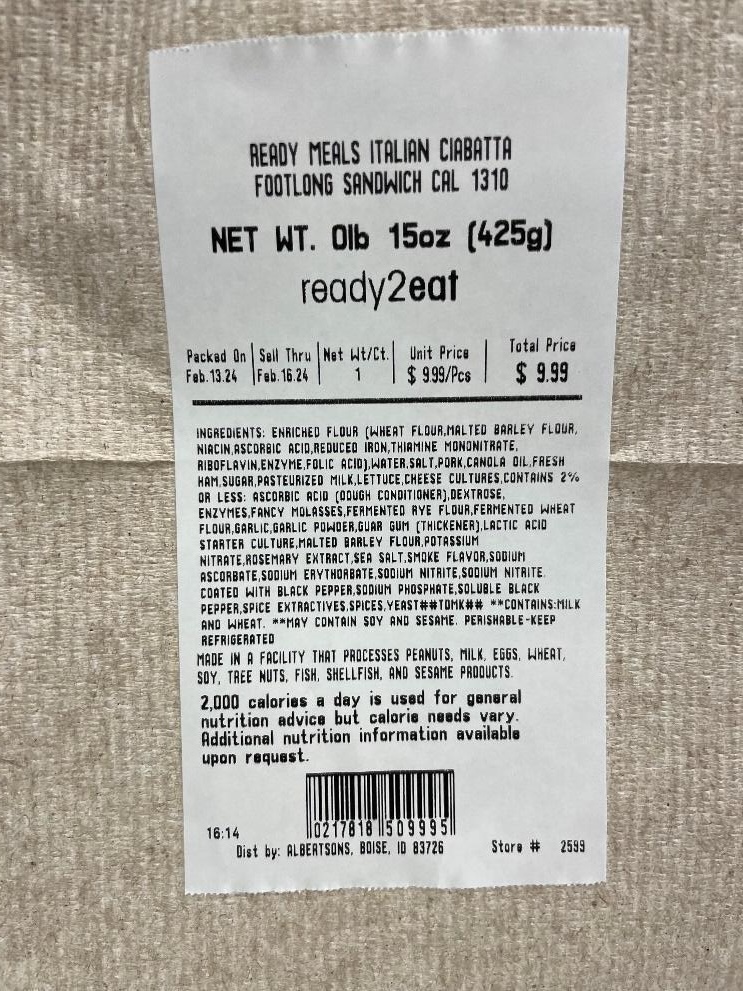 READY MEALS ITALIAN CIABATTA
FOOTLONG SANDWICH CAL 1310
NET WT. 0lb 15oz (425g)
ready2eat
Packed On | Sell Thru | Net Wt/Ct. | Unit Price | Total Price
Feb.13.24 | Feb.16.24 | 1 | $ 9.99/Pcs | $ 9.99
INGREDIENTS: ENRICHED FLOUR (WHEAT FLOUR,MALTED BARLEY FLOUR,
NIACIN,ASCORBIC ACID,REDUCED IRON,THIAMINE MONONITRATE,
RIBOFLAVIN,ENZYME,FOLIC ACID),WATER,SALT,PORK,CANOLA OIL,FRESH
HAM,SUGAR,PASTEURIZED MILK,LETTUCE,CHEESE CULTURES,CONTAINS 2%
OR LESS: ASCORBIC ACID (DOUGH CONDITIONER),DEXTROSE,
ENZYMES,FANCY MOLASSES,FERMENTED RYE FLOUR,FERMENTED WHEAT
FLOUR,GARLIC,GARLIC POWDER,GUAR GUM (THICKENER),LACTIC ACID
STARTER CULTURE,MALTED BARLEY FLOUR,POTASSIUM
NITRATE,ROSEMARY EXTRACT,SEA SALT,SMOKE FLAVOR,SODIUM
ASCORBATE,SODIUM ERYTHORBATE,SODIUM NITRITE,SODIUM NITRITE.
COATED WITH BLACK PEPPER,SODIUM PHOSPHATE,SOLUBLE BLACK
PEPPER,SPICE EXTRACTIVES,SPICES,YEAST##TOMK## **CONTAINS:MILK
AND WHEAT. **MAY CONTAIN SOY AND SESAME. PERISHABLE-KEEP
REFRIGERATED
MADE IN A FACILITY THAT PROCESSES PEANUTS, MILK, EGGS, WHEAT,
SOY, TREE NUTS, FISH, SHELLFISH, AND SESAME PRODUCTS.
2,000 calories a day is used for general
nutrition advice but calorie needs vary.
Additional nutrition information available
upon request.
0217818 509995
16:14
Dist by: ALBERTSONS, BOISE, ID 83726 Store # 2599